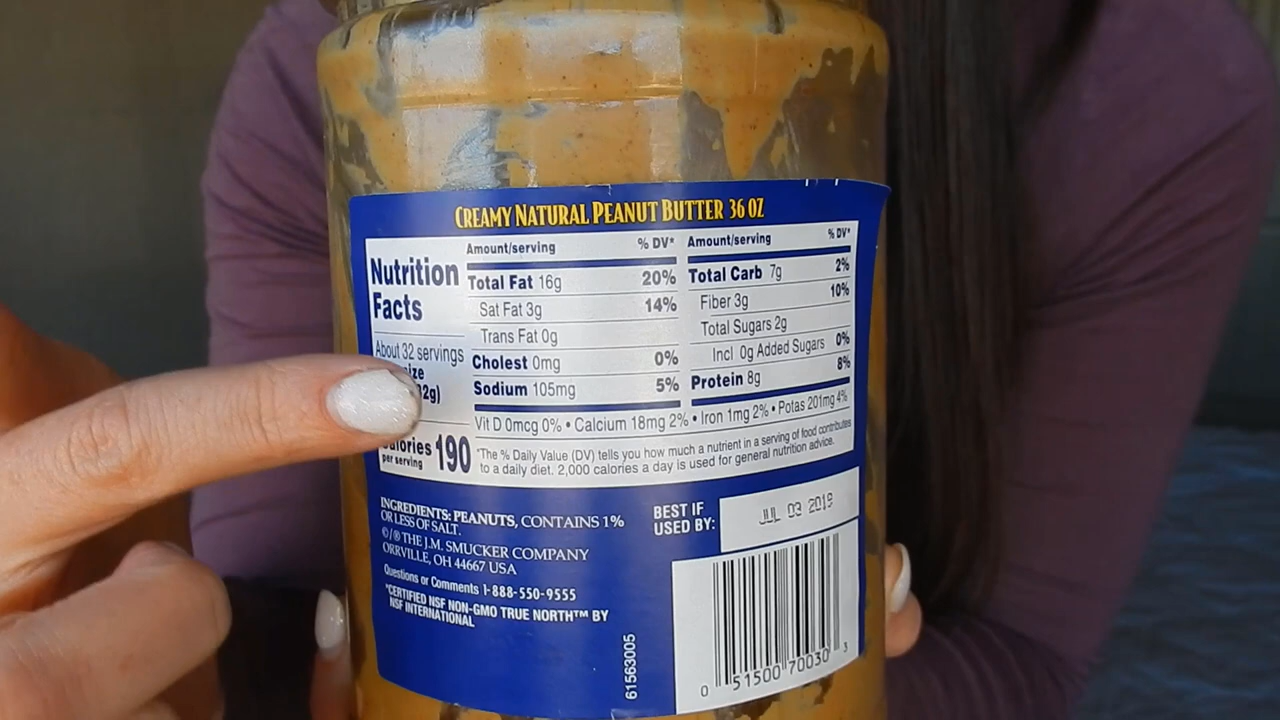 CREAMY NATURAL PEANUT BUTTER 36 OZ
Nutrition
Facts
About 32 servings
ize
2g)
Calories
per serving
190
Amount/serving % DV*
Total Fat 16g 20%
Sat Fat 3g 14%
Trans Fat 0g
Cholest 0mg 0%
Sodium 105mg 5%
Amount/serving % DV*
Total Carb 7g 2%
Fiber 3g 10%
Total Sugars 2g
Incl 0g Added Sugars 0%
Protein 8g 8%
Vit D 0mcg 0% • Calcium 18mg 2% • Iron 1mg 2% • Potas 201mg 4%
*The % Daily Value (DV) tells you how much a nutrient in a serving of food contributes
to a daily diet. 2,000 calories a day is used for general nutrition advice.
INGREDIENTS: PEANUTS, CONTAINS 1%
OR LESS OF SALT.
©/® THE J.M. SMUCKER COMPANY
ORRVILLE, OH 44667 USA
Questions or Comments 1-888-550-9555
*CERTIFIED NSF NON-GMO TRUE NORTH™ BY
NSF INTERNATIONAL
BEST IF
USED BY:
JUL 03 2019
61563005
0 51500 70030 3